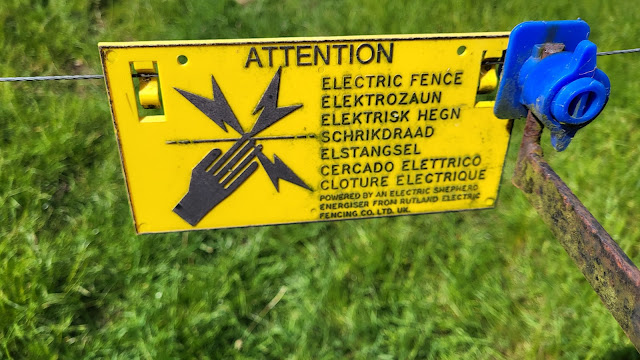 ATTENTION
ELECTRIC FENCE
ELEKTROZAUN
ELEKTRISK HEGN
SCHRIKDRAAD
ELSTANGSEL
CERCADO ELETTRICO
CLOTURE ELECTRIQUE
POWERED BY AN ELECTRIC SHEPHERD
ENERGISER FROM RUTLAND ELECTRIC
FENCING CO. LTD. UK.